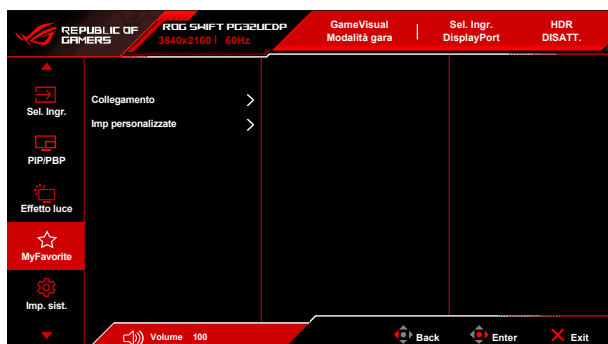 REPUBLIC OF GAMERS
ROG SWIFT PG32UCDP
3840x2160 | 60Hz
GameVisual
Modalità gara
Sel. Ingr.
DisplayPort
HDR
DISATT.
Sel. Ingr.
PIP/PBP
Effetto luce
MyFavorite
Imp. sist.
Collegamento
Imp personalizzate
Volume 100
Back
Enter
Exit